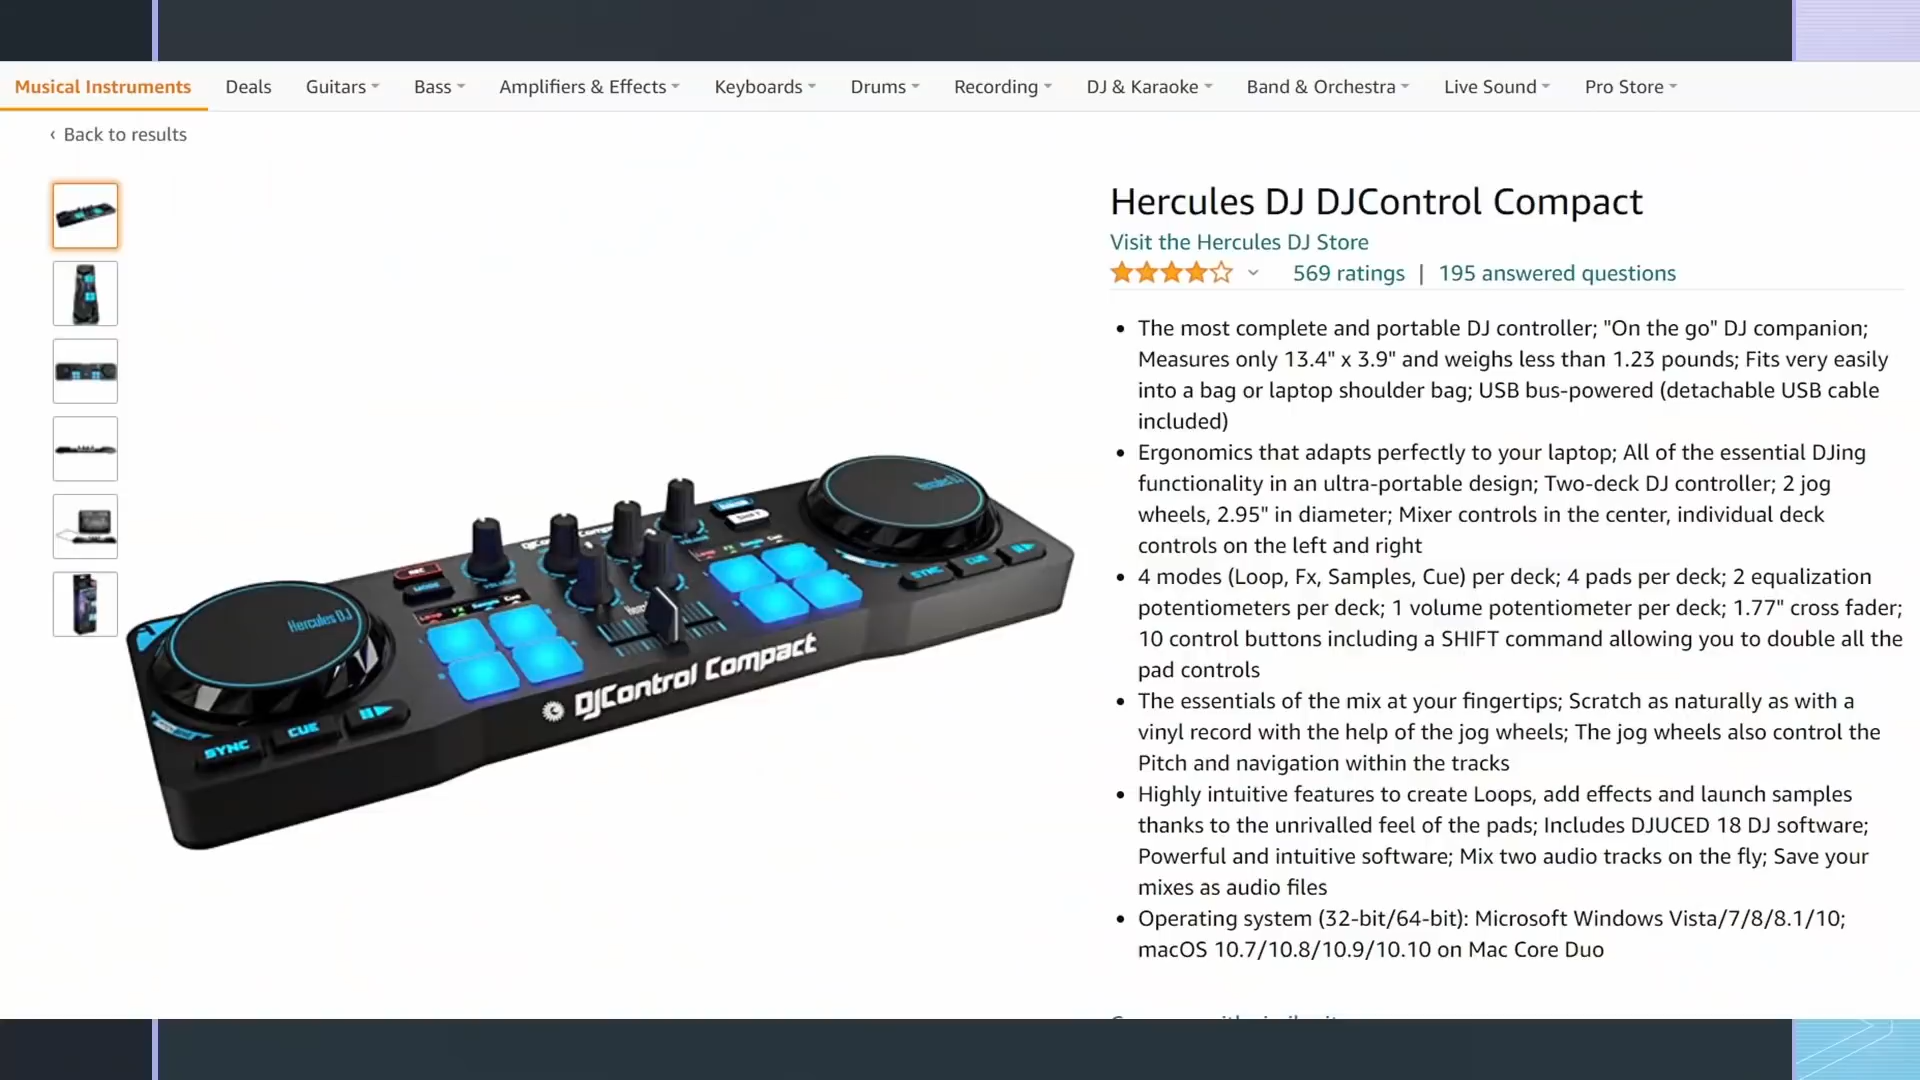 Musical Instruments Deals Guitars Bass Amplifiers & Effects Keyboards Drums Recording DJ & Karaoke Band & Orchestra Live Sound Pro Store
‹ Back to results
Hercules DJ DJControl Compact
Visit the Hercules DJ Store
569 ratings | 195 answered questions
• The most complete and portable DJ controller; "On the go" DJ companion;
Measures only 13.4" x 3.9" and weighs less than 1.23 pounds; Fits very easily
into a bag or laptop shoulder bag; USB bus-powered (detachable USB cable
included)
• Ergonomics that adapts perfectly to your laptop; All of the essential DJing
functionality in an ultra-portable design; Two-deck DJ controller; 2 jog
wheels, 2.95" in diameter; Mixer controls in the center, individual deck
controls on the left and right
• 4 modes (Loop, Fx, Samples, Cue) per deck; 4 pads per deck; 2 equalization
potentiometers per deck; 1 volume potentiometer per deck; 1.77" cross fader;
10 control buttons including a SHIFT command allowing you to double all the
pad controls
• The essentials of the mix at your fingertips; Scratch as naturally as with a
vinyl record with the help of the jog wheels; The jog wheels also control the
Pitch and navigation within the tracks
• Highly intuitive features to create Loops, add effects and launch samples
thanks to the unrivalled feel of the pads; Includes DJUCED 18 DJ software;
Powerful and intuitive software; Mix two audio tracks on the fly; Save your
mixes as audio files
• Operating system (32-bit/64-bit): Microsoft Windows Vista/7/8/8.1/10;
macOS 10.7/10.8/10.9/10.10 on Mac Core Duo
Hercules DJ
SHIFT
REC
SYNC CUE
Hercules DJ
DJControl Compact
SYNC CUE